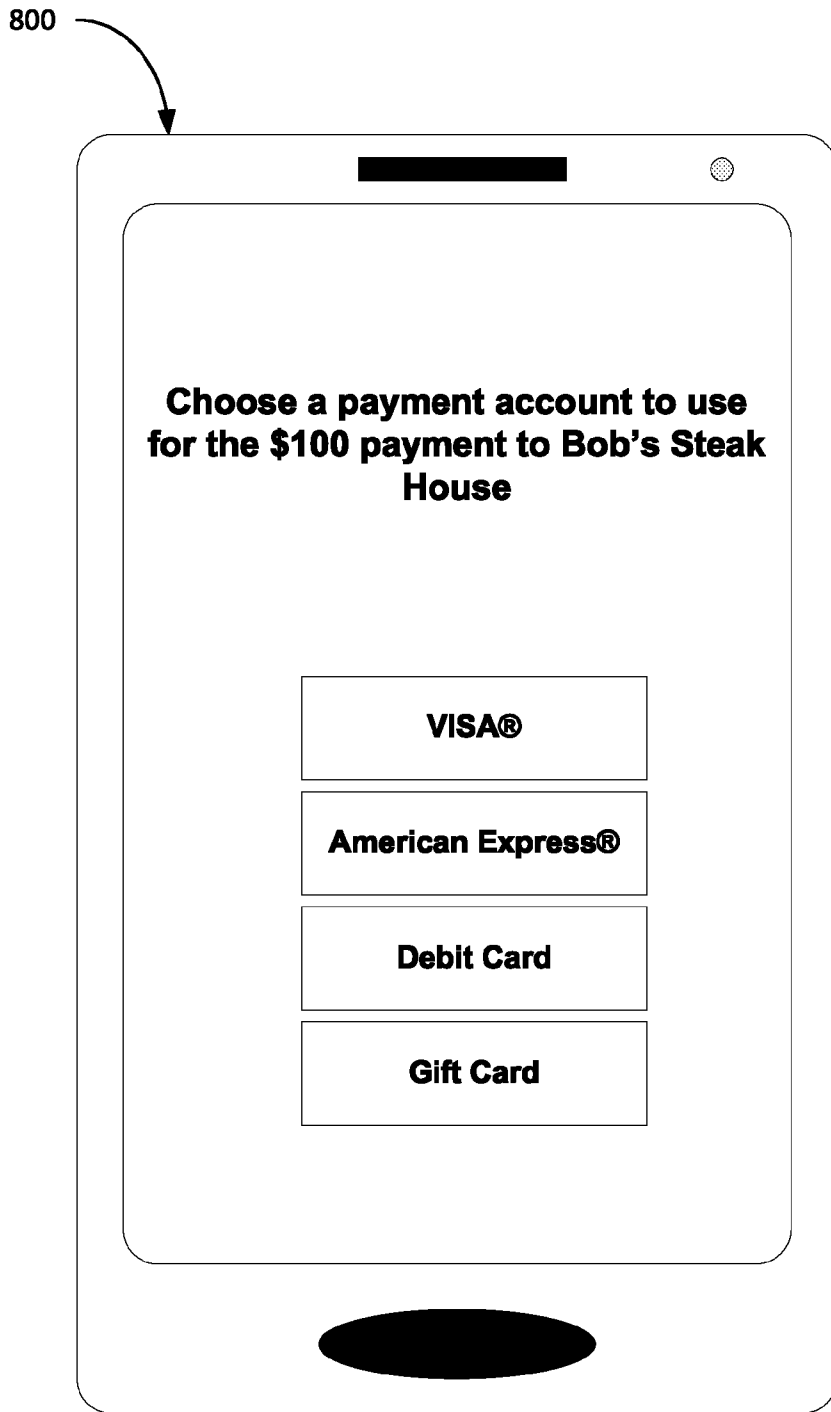 800
Choose a payment account to use
for the $100 payment to Bob’s Steak
House
VISA®
American Express®
Debit Card
Gift Card